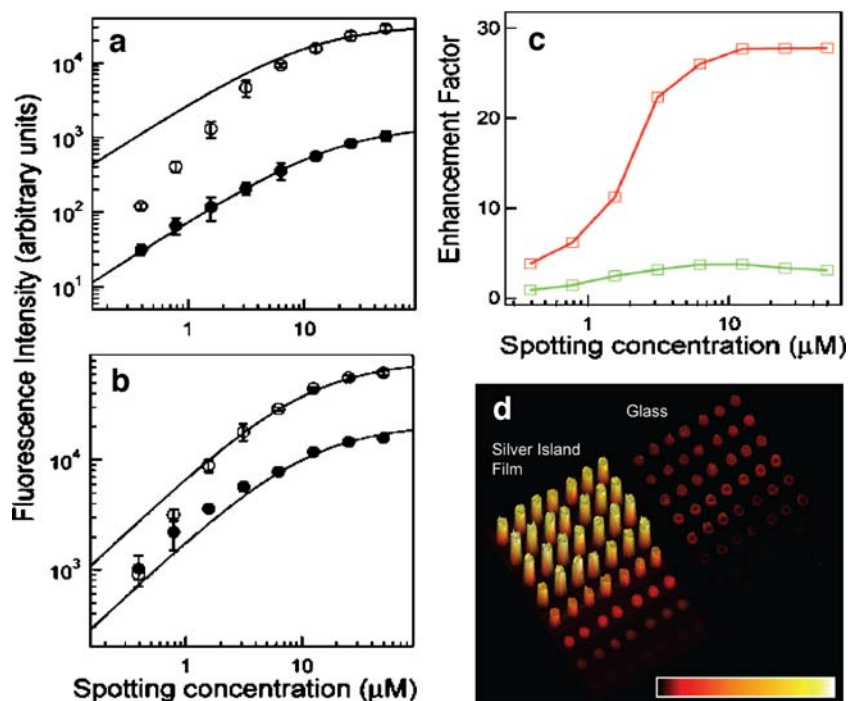 a
10⁴
10³
10²
10¹
1
10
Fluorescence Intensity (arbitrary units)
b
10⁴
10³
1
10
Spotting concentration (μM)
c
30
20
10
0
Enhancement Factor
1
10
Spotting concentration (μM)
d
Glass
Silver Island
Film